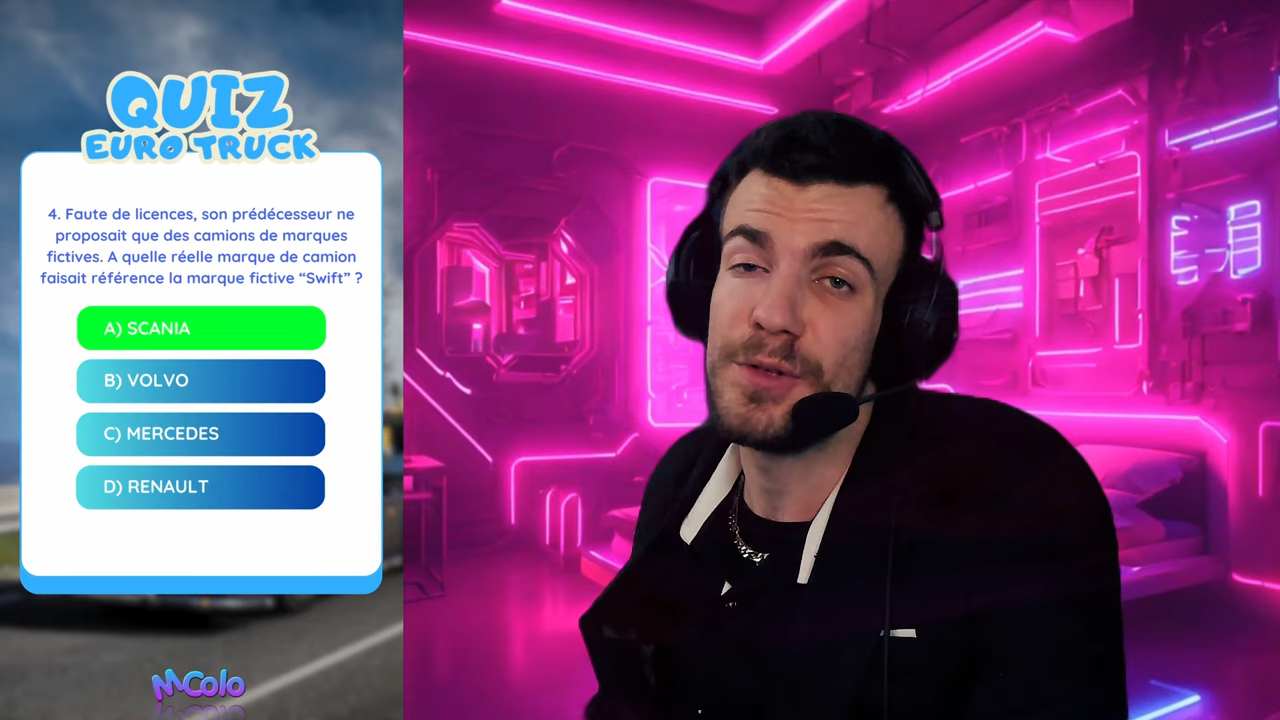 QUIZ
EURO TRUCK
4. Faute de licences, son prédécesseur ne
proposait que des camions de marques
fictives. A quelle réelle marque de camion
faisait référence la marque fictive “Swift” ?
A) SCANIA
B) VOLVO
C) MERCEDES
D) RENAULT
McColo